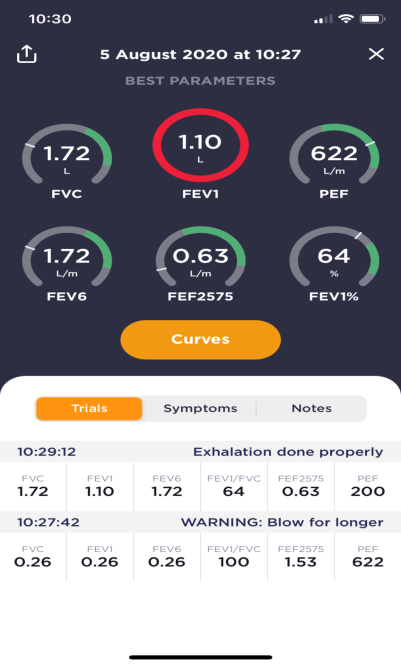 10:30
5 August 2020 at 10:27
BEST PARAMETERS
1.72 1.10 622
L L L/m
FVC FEV1 PEF
1.72 0.63 64
L/m L/m %
FEV6 FEF2575 FEV1%
Curves
Trials Symptoms Notes
10:29:12 Exhalation done properly
FVC FEV1 FEV6 FEV1/FVC FEF2575 PEF
1.72 1.10 1.72 64 0.63 200
10:27:42 WARNING: Blow for longer
FVC FEV1 FEV6 FEV1/FVC FEF2575 PEF
0.26 0.26 0.26 100 1.53 622